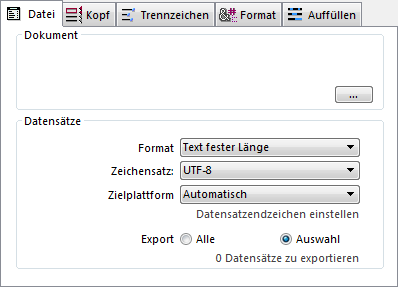 Datei Kopf Trennzeichen Format Auffüllen
Dokument
...
Datensätze
Format Text fester Länge
Zeichensatz: UTF-8
Zielplattform Automatisch
Datensatzendzeichen einstellen
Export Alle Auswahl
0 Datensätze zu exportieren